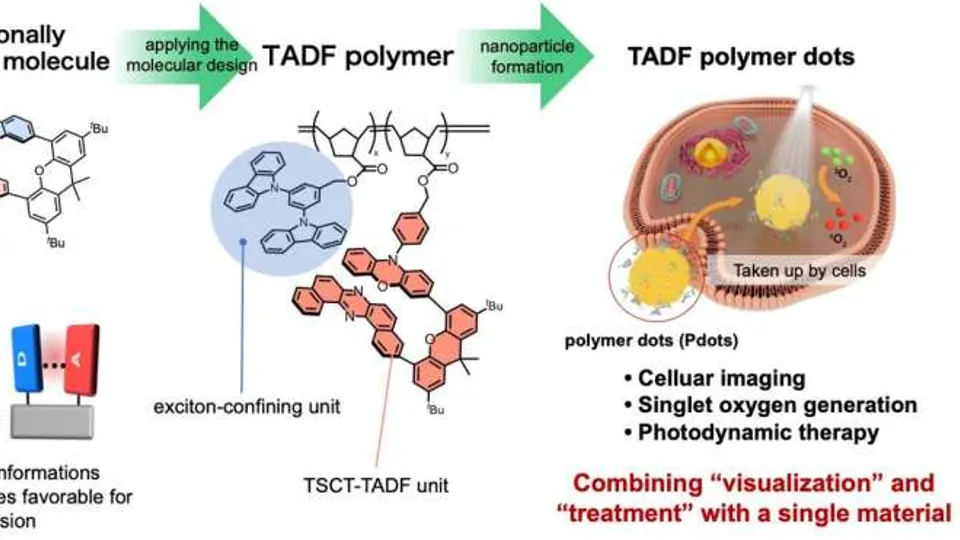 onally
molecule
applying the
molecular design
TADF polymer
nanoparticle
formation
TADF polymer dots
tBu
tBu
x
y
O
O
O
O
N
N
N
O
N
N
O
tBu
tBu
O
³O₂
¹O₂
Taken up by cells
polymer dots (Pdots)
D
A
exciton-confining unit
TSCT-TADF unit
• Celluar imaging
• Singlet oxygen generation
• Photodynamic therapy
nformations
es favorable for
sion
Combining “visualization” and
“treatment” with a single material